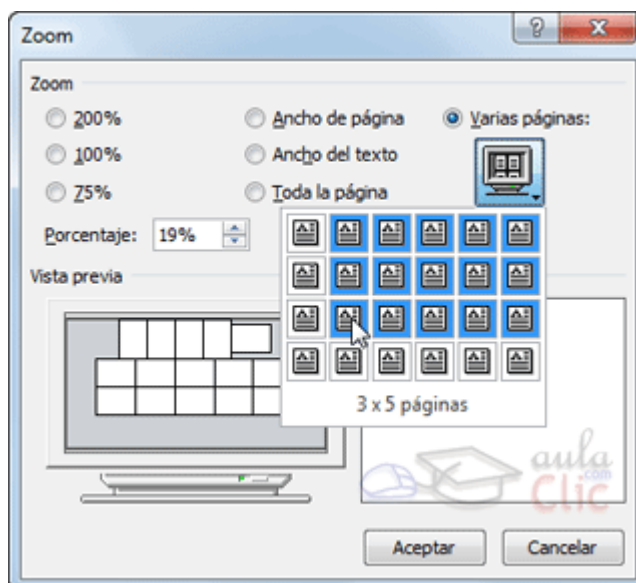 Zoom
Zoom
200%
Ancho de página
Varias páginas:
100%
Ancho del texto
75%
Toda la página
Porcentaje:
19%
Vista previa
3 x 5 páginas
aula
.com
Clic
Aceptar
Cancelar